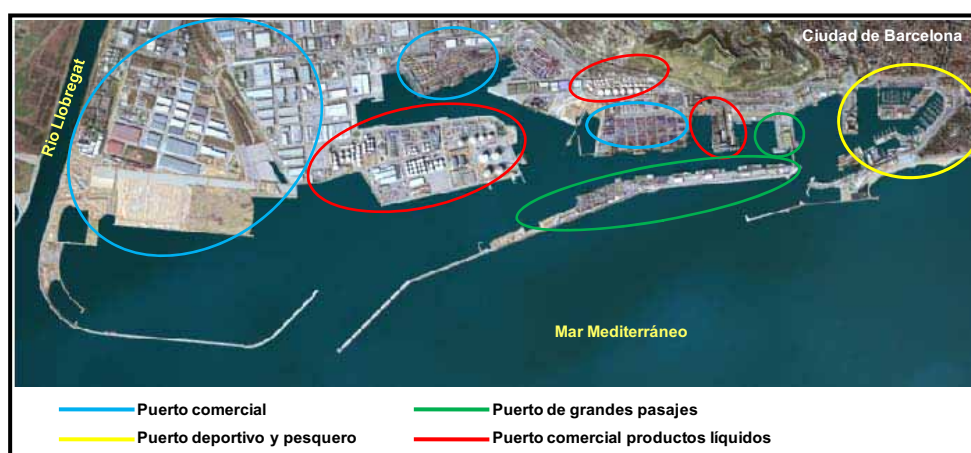 Ciudad de Barcelona
Río Llobregat
Mar Mediterráneo
Puerto comercial
Puerto de grandes pasajes
Puerto deportivo y pesquero
Puerto comercial productos líquidos